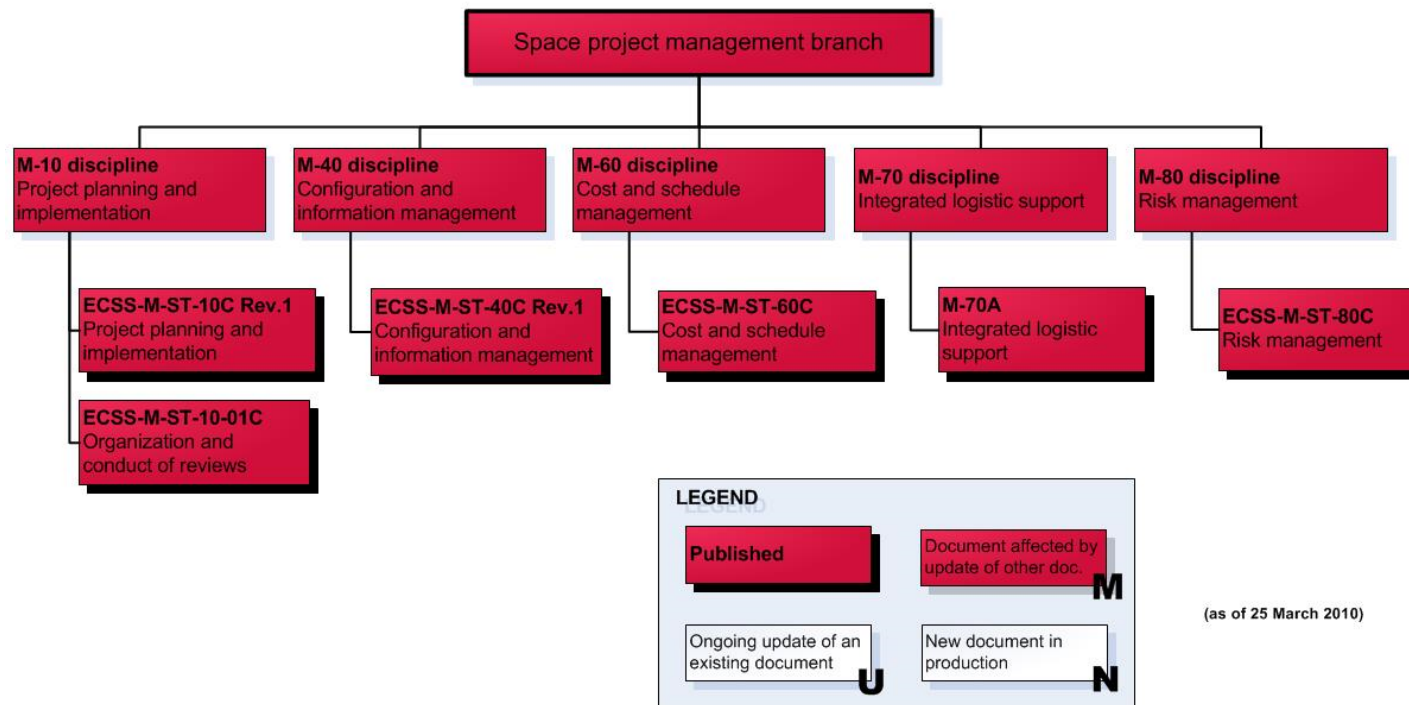 Space project management branch
M-10 discipline
Project planning and
implementation
M-40 discipline
Configuration and
information management
M-60 discipline
Cost and schedule
management
M-70 discipline
Integrated logistic support
M-80 discipline
Risk management
ECSS-M-ST-10C Rev.1
Project planning and
implementation
ECSS-M-ST-40C Rev.1
Configuration and
information management
ECSS-M-ST-60C
Cost and schedule
management
M-70A
Integrated logistic
support
ECSS-M-ST-80C
Risk management
ECSS-M-ST-10-01C
Organization and
conduct of reviews
LEGEND
Published
Document affected by
update of other doc.
M
Ongoing update of an
existing document
U
New document in
production
N
(as of 25 March 2010)